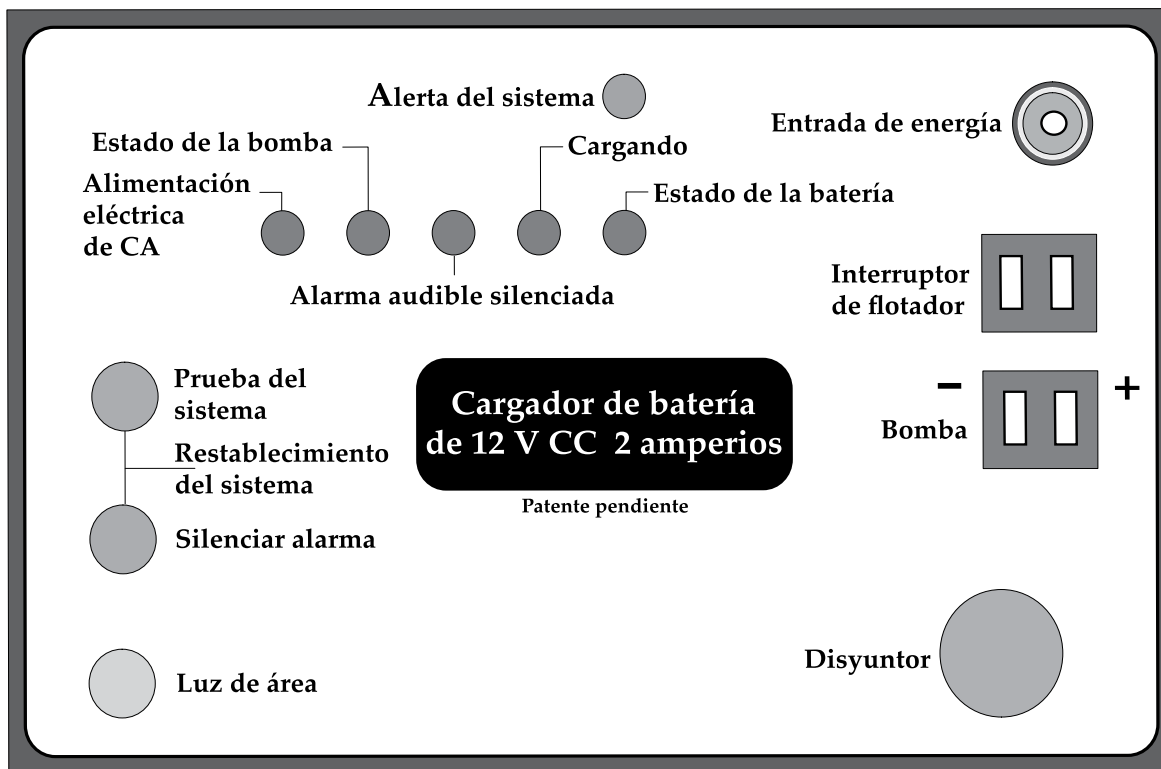 Alerta del sistema
Entrada de energía
Estado de la bomba
Cargando
Alimentación
eléctrica
de CA
Estado de la batería
Alarma audible silenciada
Interruptor
de flotador
Prueba del
sistema
Restablecimiento
del sistema
Silenciar alarma
Cargador de batería
de 12 V CC 2 amperios
Patente pendiente
– +
Bomba
Disyuntor
Luz de área